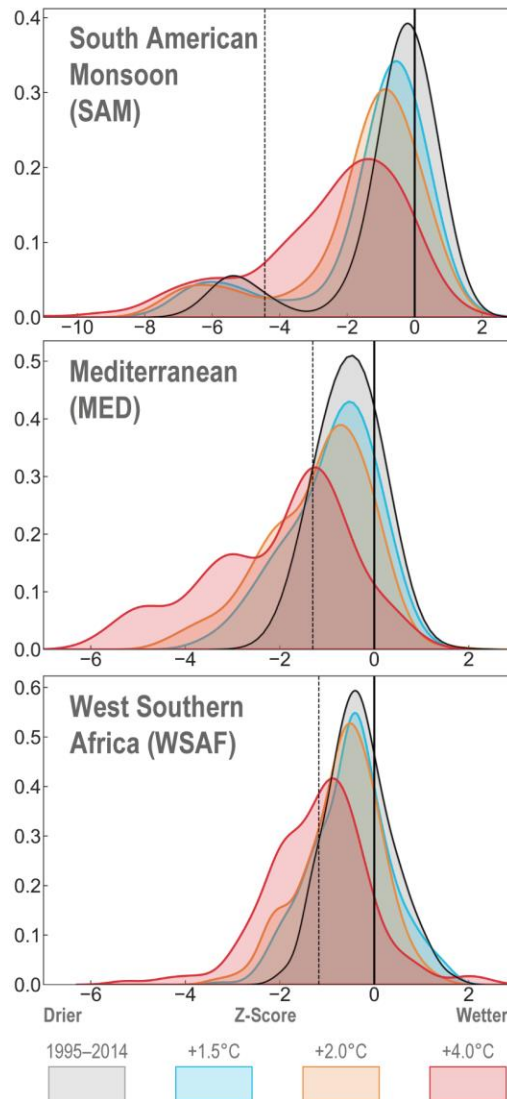 0.4
South American
Monsoon
(SAM)
0.3
0.2
0.1
0.0
−10 −8 −6 −4 −2 0 2
0.5
Mediterranean
(MED)
0.4
0.3
0.2
0.1
0.0
−6 −4 −2 0 2
0.6
West Southern
Africa (WSAF)
0.5
0.4
0.3
0.2
0.1
0.0
−6 −4 −2 0 2
Drier Z-Score Wetter
1995–2014 +1.5°C +2.0°C +4.0°C